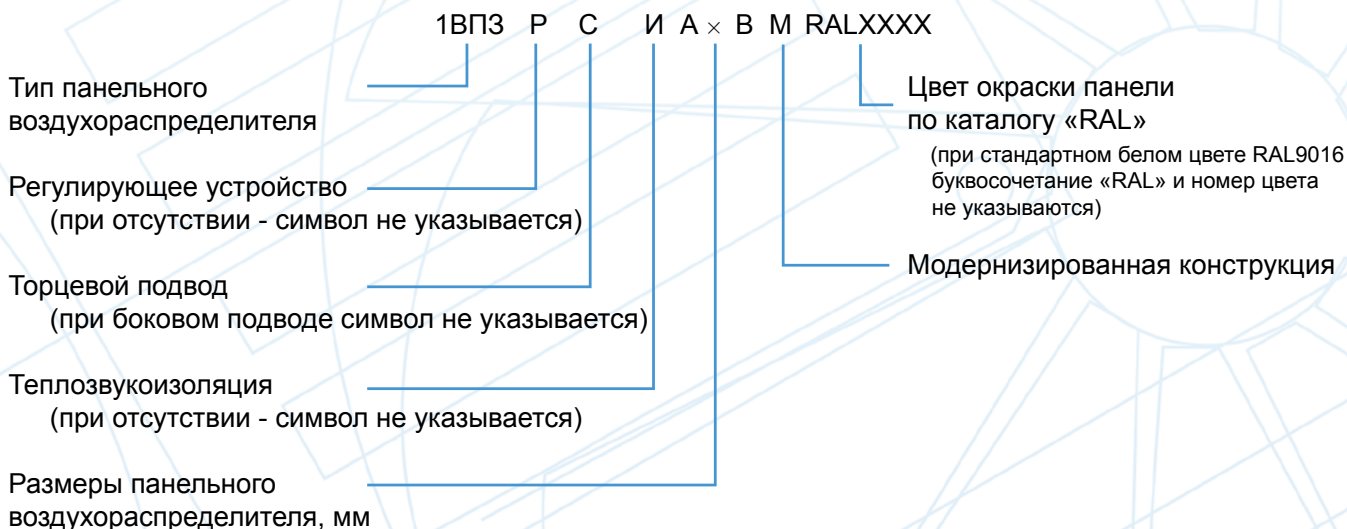 1ВПЗ Р С И А × В М RALXXXX
Тип панельного
воздухораспределителя
Регулирующее устройство
(при отсутствии - символ не указывается)
Торцевой подвод
(при боковом подводе символ не указывается)
Теплозвукоизоляция
(при отсутствии - символ не указывается)
Размеры панельного
воздухораспределителя, мм
Цвет окраски панели
по каталогу «RAL»
(при стандартном белом цвете RAL9016
буквосочетание «RAL» и номер цвета
не указываются)
Модернизированная конструкция